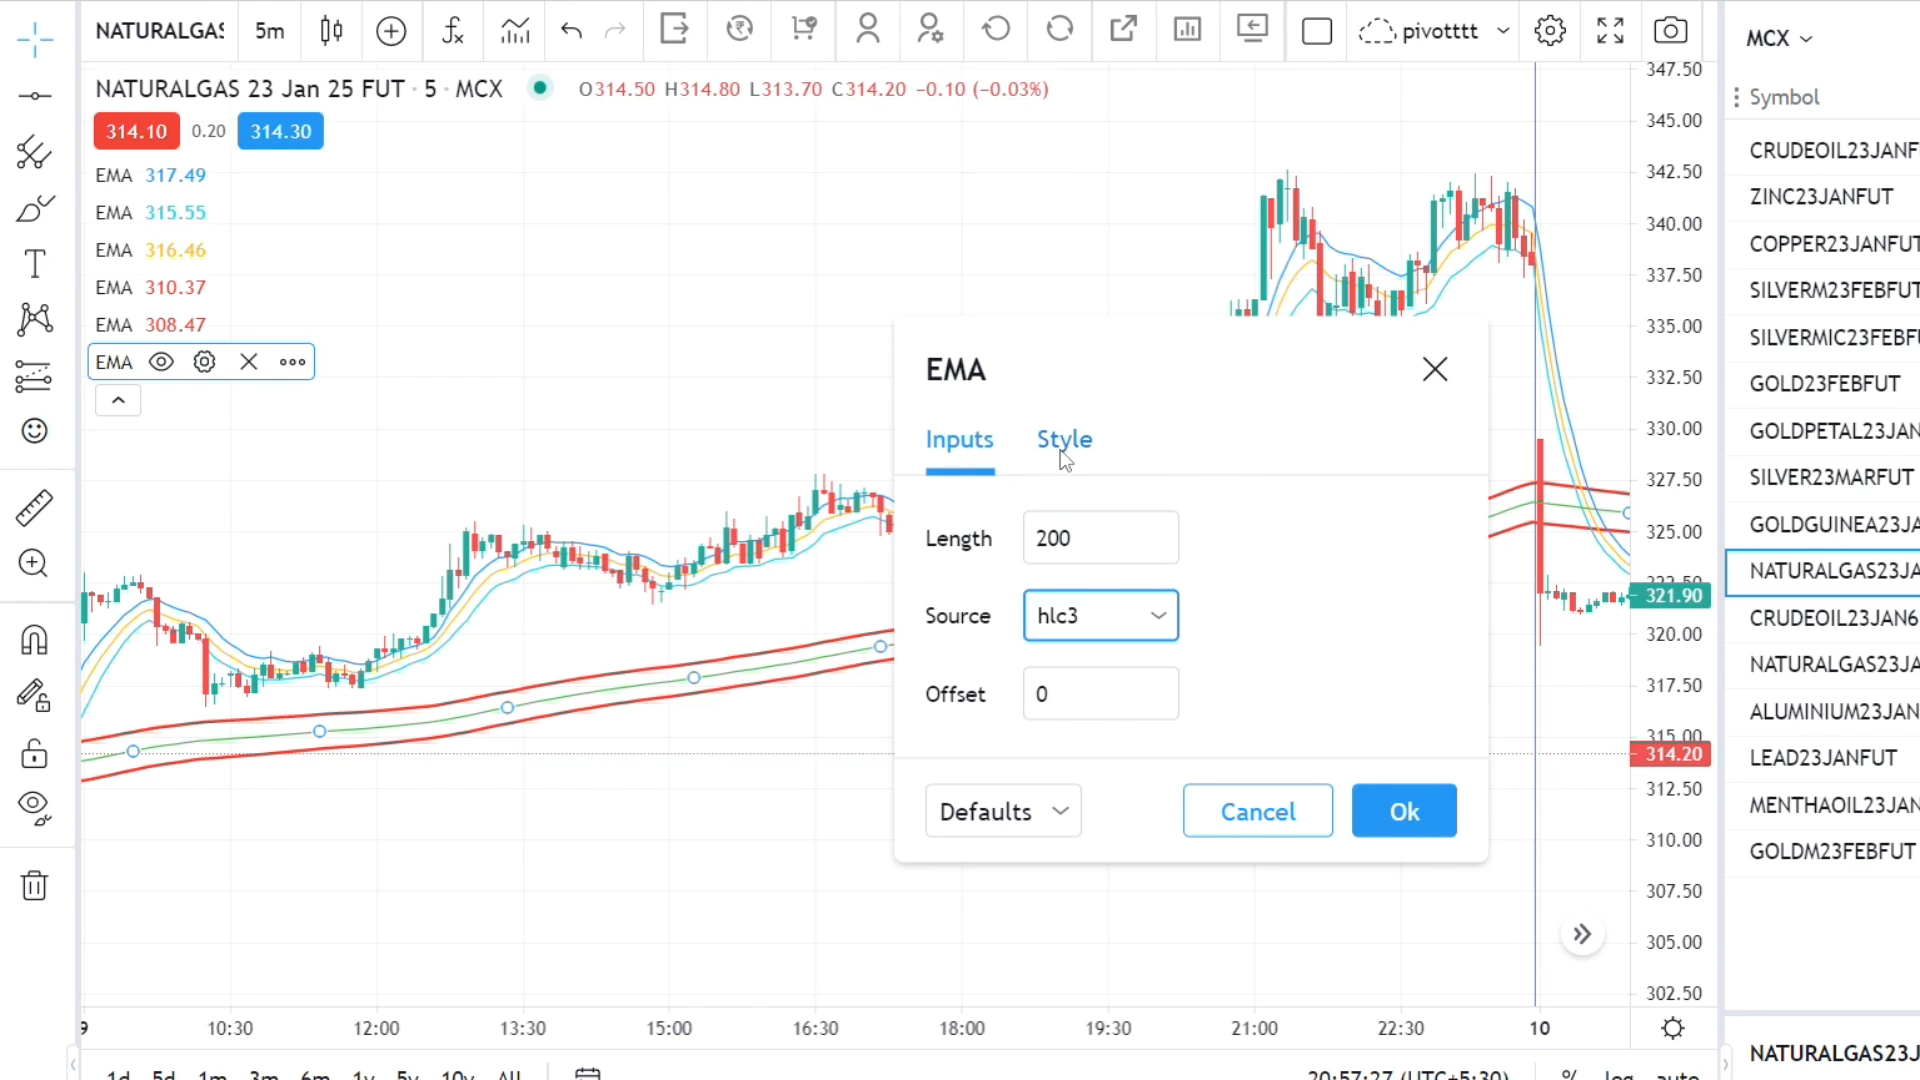 NATURALGAS 5m pivotttt MCX
NATURALGAS 23 Jan 25 FUT · 5 · MCX O314.50 H314.80 L313.70 C314.20 −0.10 (−0.03%)
314.10 0.20 314.30
EMA 317.49
EMA 315.55
EMA 316.46
EMA 310.37
EMA 308.47
EMA
EMA
Inputs Style
Length 200
Source hlc3
Offset 0
Defaults Cancel Ok
347.50
345.00
342.50
340.00
337.50
335.00
332.50
330.00
327.50
325.00
322.50
321.90
320.00
317.50
315.00
314.20
312.50
310.00
307.50
305.00
302.50
9 10:30 12:00 13:30 15:00 16:30 18:00 19:30 21:00 22:30 10
1d 5d 1m 3m 6m 1y 5y 10y All 20:57:27 (UTC+5:30) % log auto
Symbol
CRUDEOIL23JANF
ZINC23JANFUT
COPPER23JANFUT
SILVERM23FEBFUT
SILVERMIC23FEBFU
GOLD23FEBFUT
GOLDPETAL23JAN
SILVER23MARFUT
GOLDGUINEA23JA
NATURALGAS23JA
CRUDEOIL23JAN6
NATURALGAS23JA
ALUMINIUM23JAN
LEAD23JANFUT
MENTHAOIL23JAN
GOLDM23FEBFUT
NATURALGAS23J